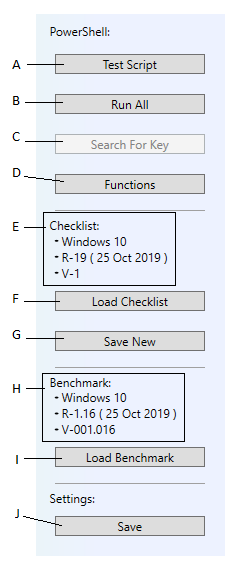 PowerShell:
A Test Script
B Run All
C Search For Key
D Functions
E Checklist:
- Windows 10
- R-19 ( 25 Oct 2019 )
- V-1
F Load Checklist
G Save New
H Benchmark:
- Windows 10
- R-1.16 ( 25 Oct 2019 )
- V-001.016
I Load Benchmark
Settings:
J Save